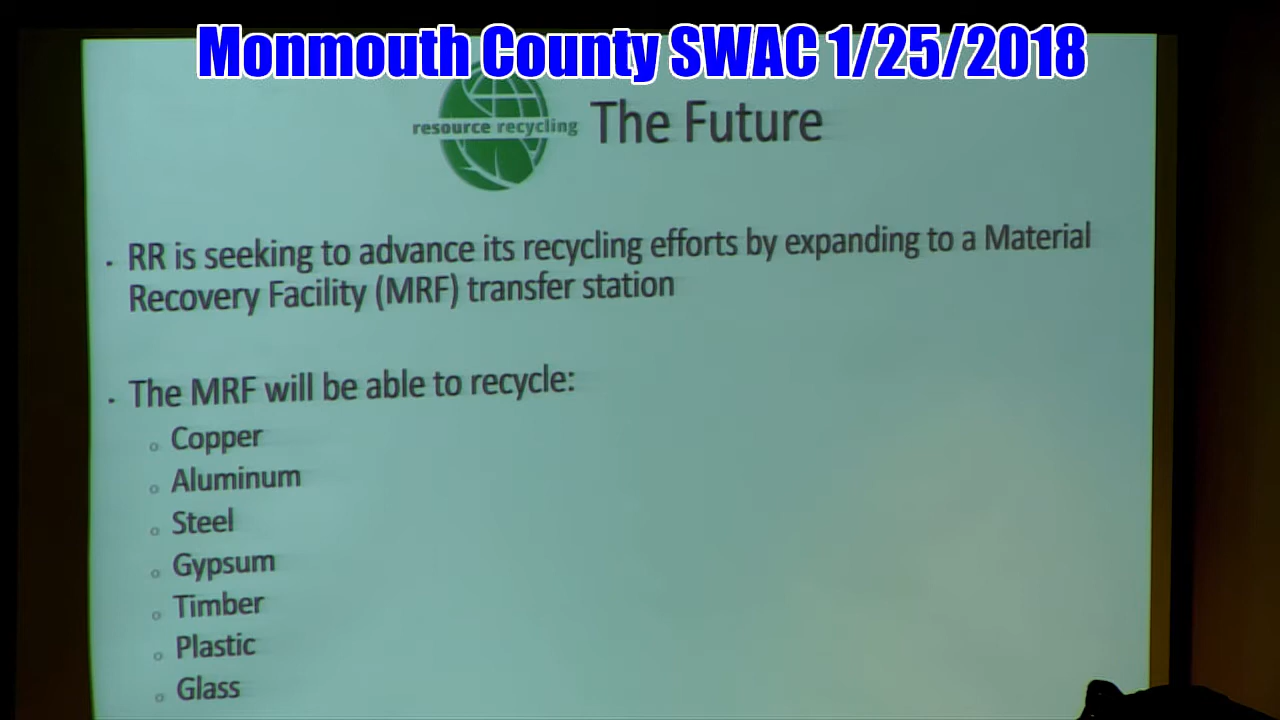 Monmouth County SWAC 1/25/2018
resource recycling
The Future
· RR is seeking to advance its recycling efforts by expanding to a Material
Recovery Facility (MRF) transfer station
· The MRF will be able to recycle:
o Copper
o Aluminum
o Steel
o Gypsum
o Timber
o Plastic
o Glass